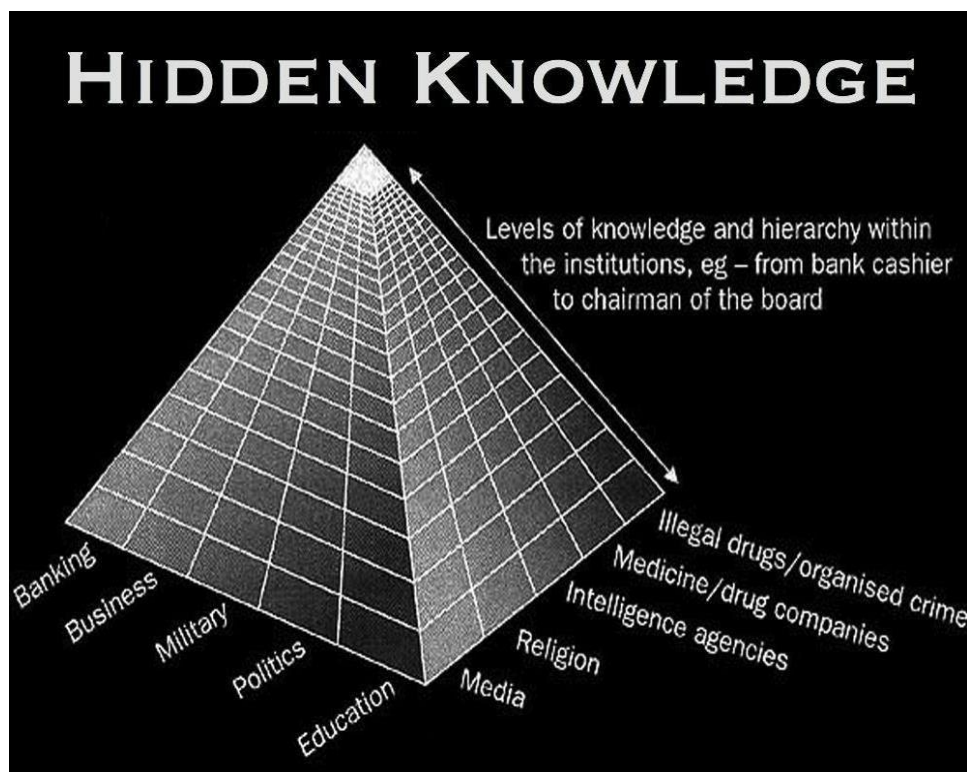 HIDDEN KNOWLEDGE
Levels of knowledge and hierarchy within
the institutions, eg – from bank cashier
to chairman of the board
Banking
Business
Military
Politics
Education
Media
Religion
Intelligence agencies
Medicine/drug companies
Illegal drugs/organised crime